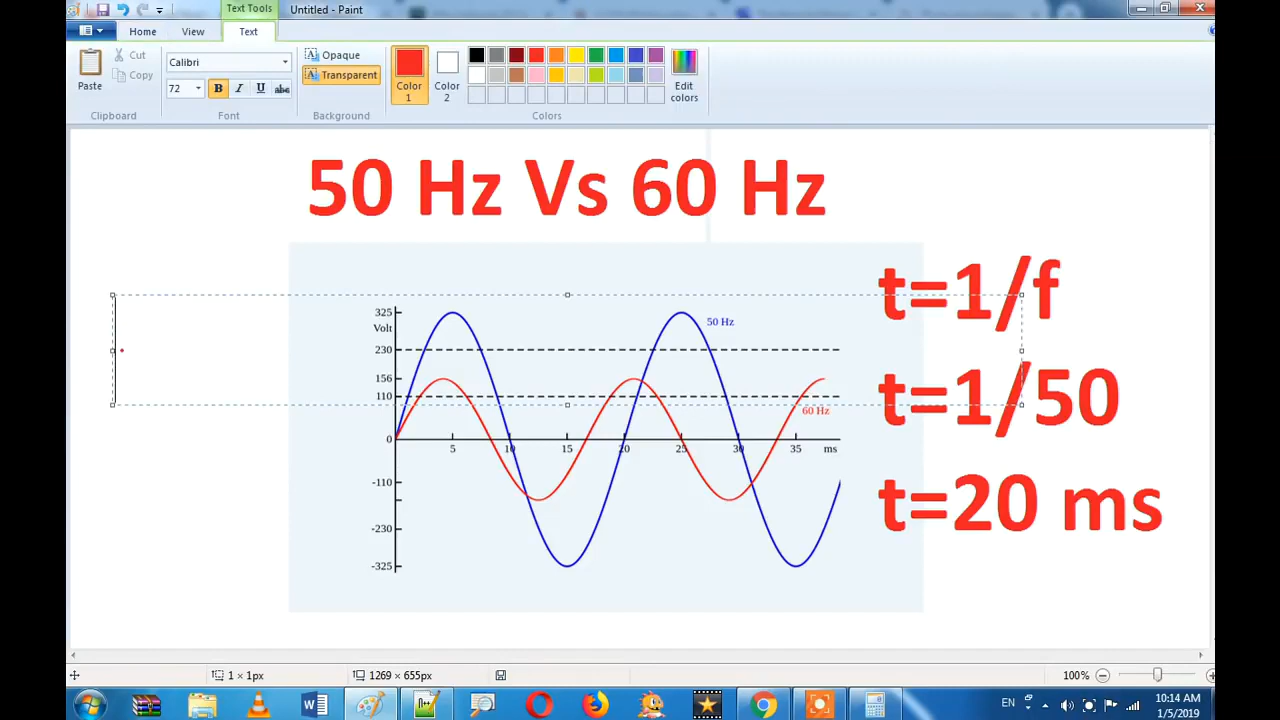 Text Tools
Untitled - Paint
Home
View
Text
Paste
Cut
Copy
Clipboard
Calibri
72
B
I
U
abc
Font
Opaque
Transparent
Background
Color 1
Color 2
Edit colors
Colors
50 Hz Vs 60 Hz
t=1/f
t=1/50
t=20 ms
325
Volt
230
156
110
0
-110
-230
-325
50 Hz
60 Hz
5
10
15
20
25
30
35
ms
1 × 1px
1269 × 655px
100%
EN
10:14 AM
1/5/2019